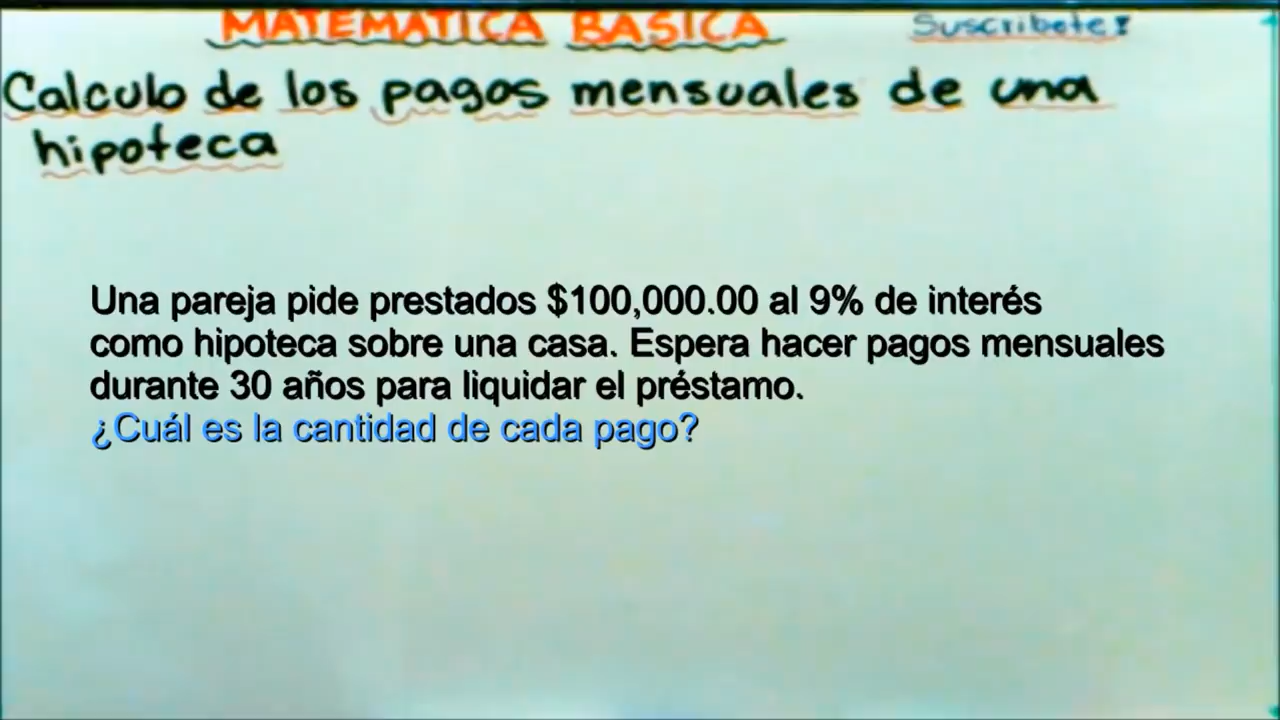 MATEMATICA BASICA
Suscribete!
Calculo de los pagos mensuales de una
hipoteca
Una pareja pide prestados $100,000.00 al 9% de interés
como hipoteca sobre una casa. Espera hacer pagos mensuales
durante 30 años para liquidar el préstamo.
¿Cuál es la cantidad de cada pago?